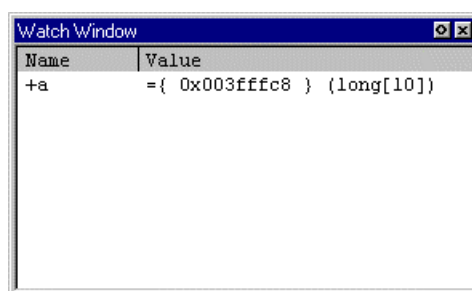 Watch Window
Name Value
+a ={ 0x003fffc8 } (long[10])